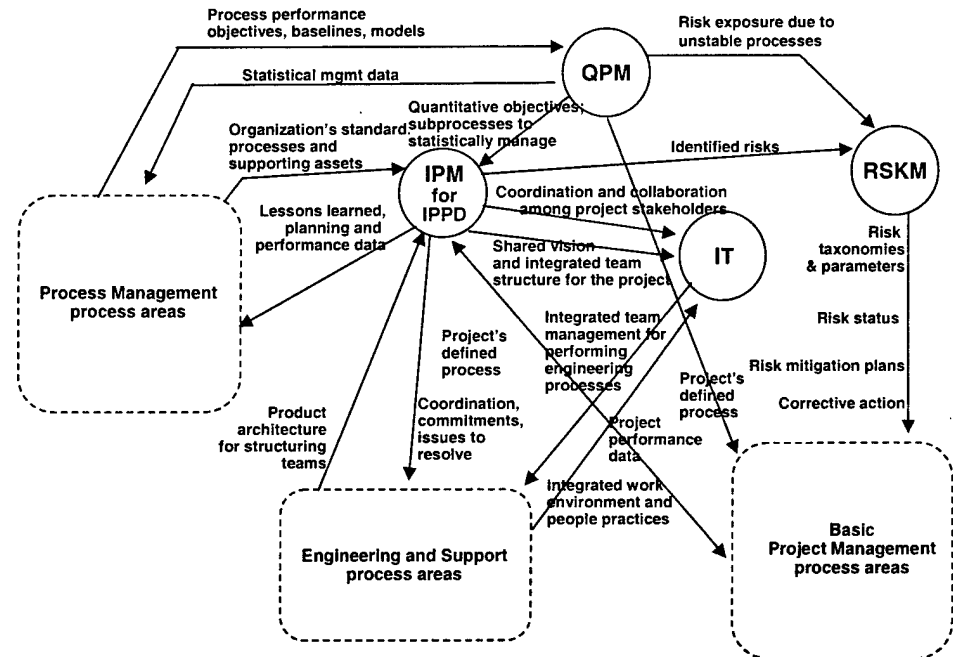 Process performance
objectives, baselines, models
Risk exposure due to
unstable processes
QPM
Statistical mgmt data
Quantitative objectives;
subprocesses to
statistically manage
Organization's standard
processes and
supporting assets
Identified risks
RSKM
IPM
for
IPPD
Coordination and collaboration
among project stakeholders
Lessons learned,
planning and
performance data
Shared vision
and integrated team
structure for the project
IT
Risk
taxonomies
& parameters
Process Management
process areas
Risk status
Integrated team
management for
performing
engineering
processes
Project's
defined
process
Risk mitigation plans
Project's
defined
process
Corrective action
Product
architecture
for structuring
teams
Coordination,
commitments,
issues to
resolve
Project
performance
data
Integrated work
environment and
people practices
Engineering and Support
process areas
Basic
Project Management
process areas